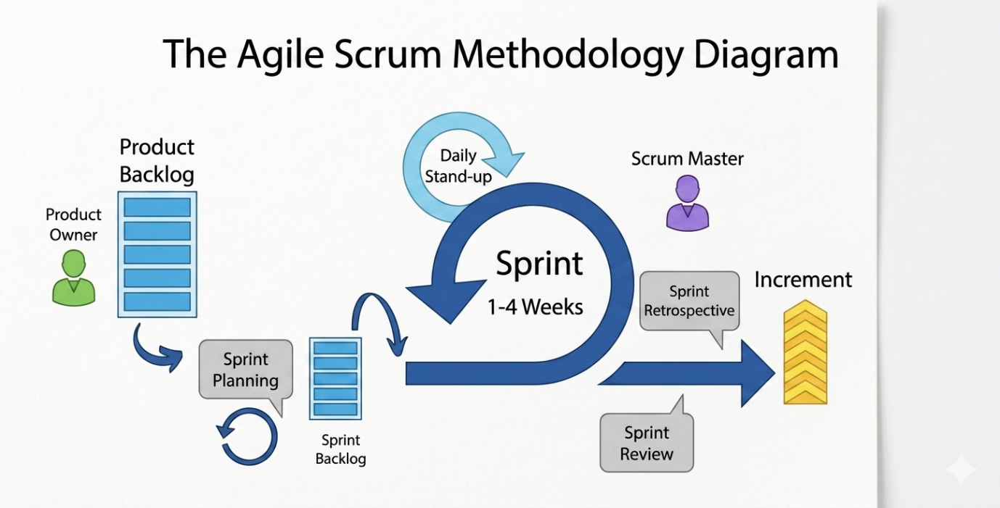 The Agile Scrum Methodology Diagram
Product
Backlog
Product
Owner
Sprint
Planning
Sprint
Backlog
Daily
Stand-up
Sprint
1-4 Weeks
Scrum Master
Sprint
Retrospective
Increment
Sprint
Review